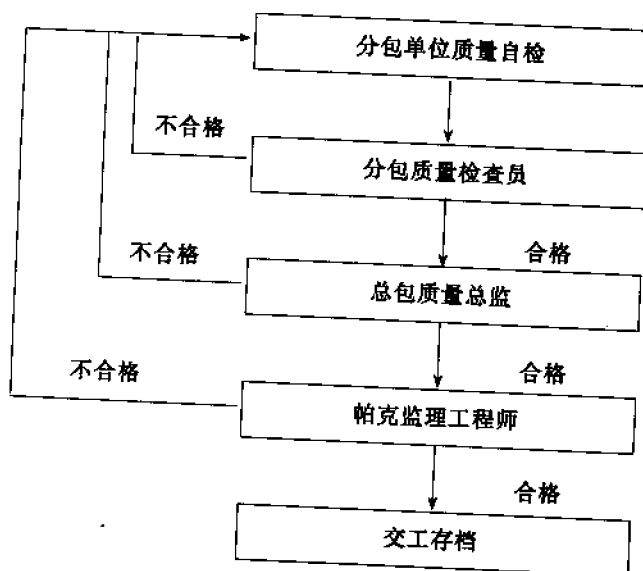 分包单位质量自检
不合格
分包质量检查员
不合格
合格
总包质量总监
不合格
合格
帕克监理工程师
合格
交工存档